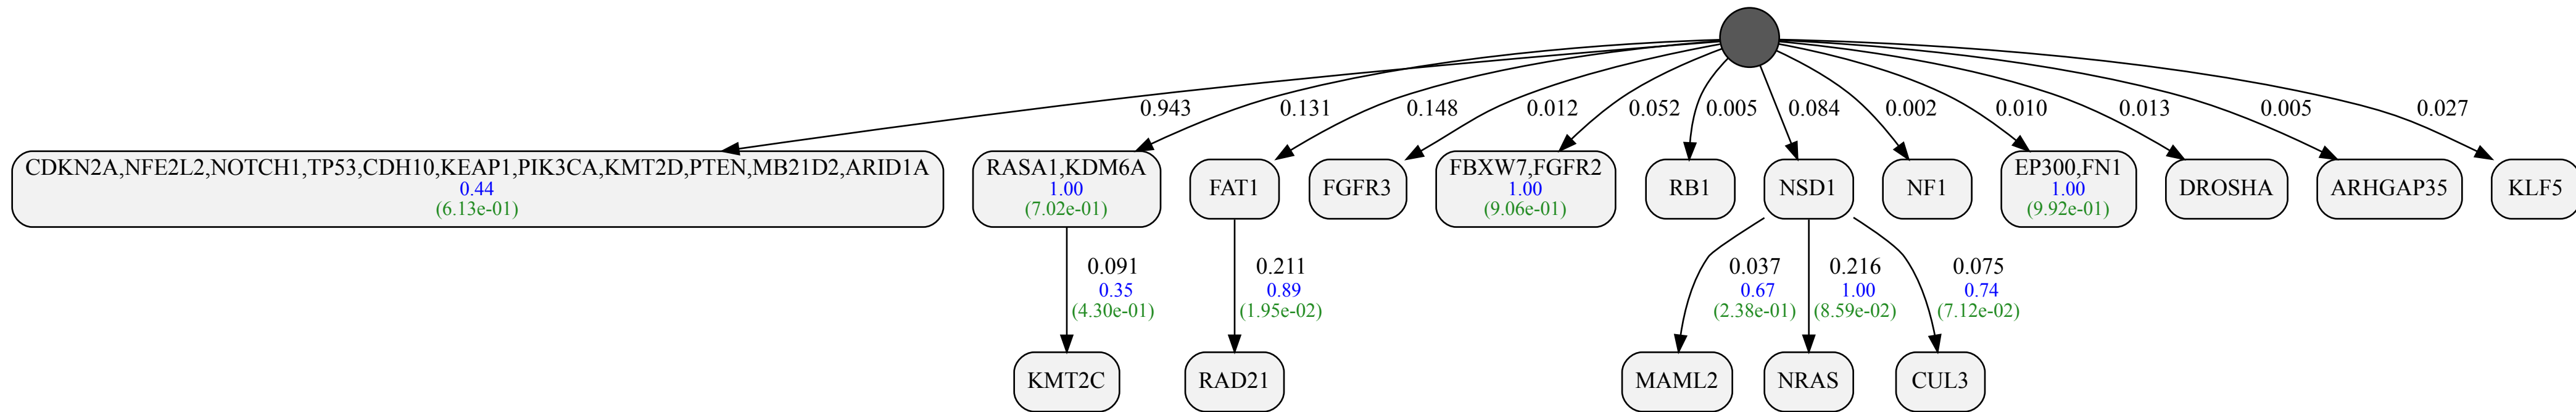 0.943 0.131 0.148 0.012 0.052 0.005 0.084 0.002 0.010 0.013 0.005 0.027
CDKN2A,NFE2L2,NOTCH1,TP53,CDH10,KEAP1,PIK3CA,KMT2D,PTEN,MB21D2,ARID1A
0.44
(6.13e-01)
RASA1,KDM6A
1.00
(7.02e-01)
FAT1
FGFR3
FBXW7,FGFR2
1.00
(9.06e-01)
RB1
NSD1
NF1
EP300,FN1
1.00
(9.92e-01)
DROSHA
ARHGAP35
KLF5
0.091
0.35
(4.30e-01)
0.211
0.89
(1.95e-02)
0.037
0.67
(2.38e-01)
0.216
1.00
(8.59e-02)
0.075
0.74
(7.12e-02)
KMT2C
RAD21
MAML2
NRAS
CUL3